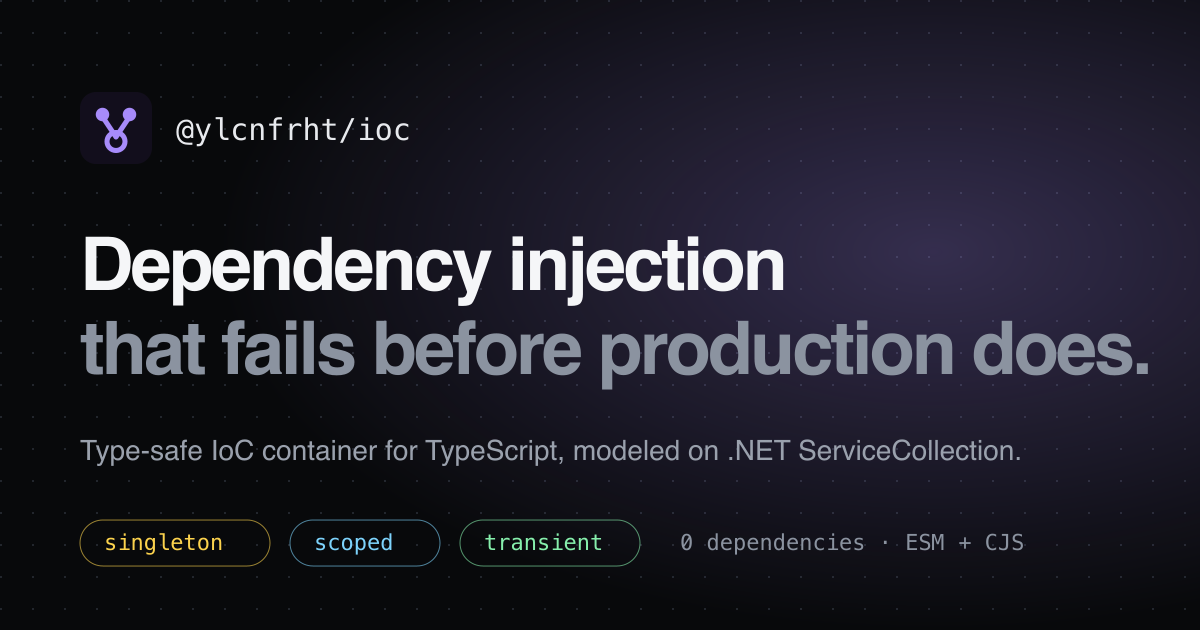 @ylcnfrht/ioc
Dependency injection
that fails before production does.
Type-safe IoC container for TypeScript, modeled on .NET ServiceCollection.
singleton scoped transient 0 dependencies · ESM + CJS